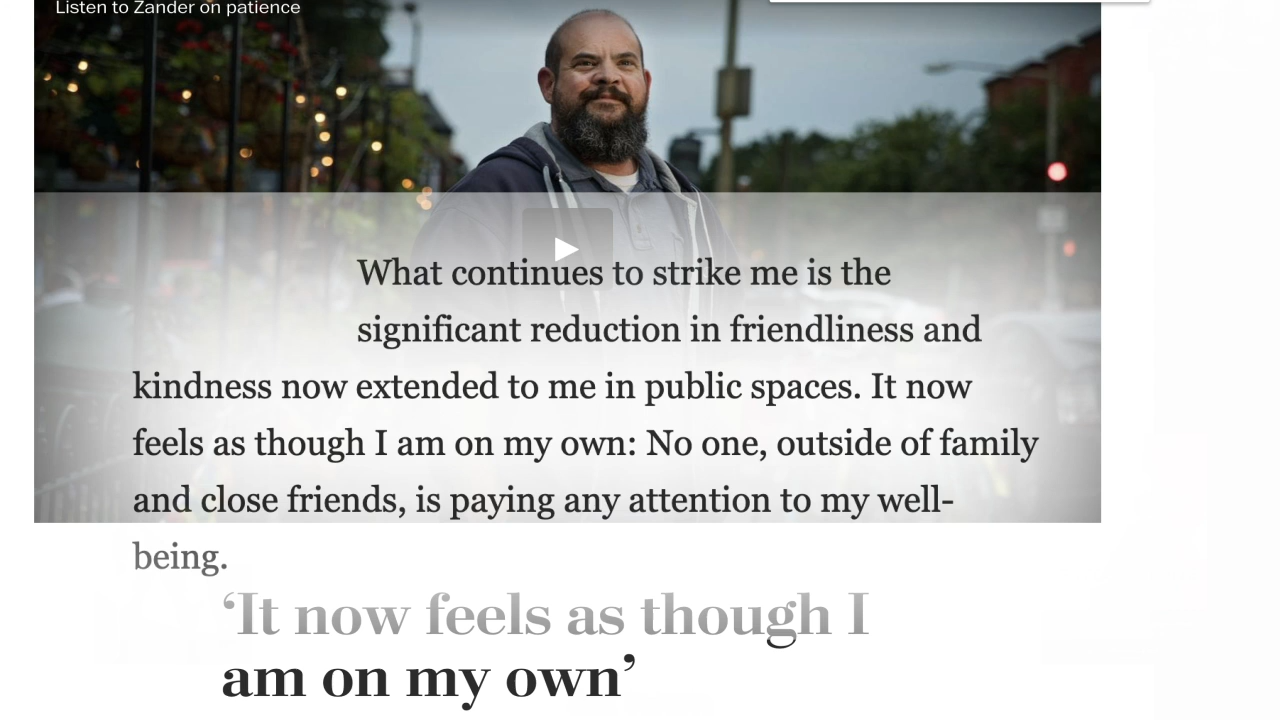 Listen to Zander on patience
What continues to strike me is the
significant reduction in friendliness and
kindness now extended to me in public spaces. It now
feels as though I am on my own: No one, outside of family
and close friends, is paying any attention to my well-
being.
‘It now feels as though I
am on my own’